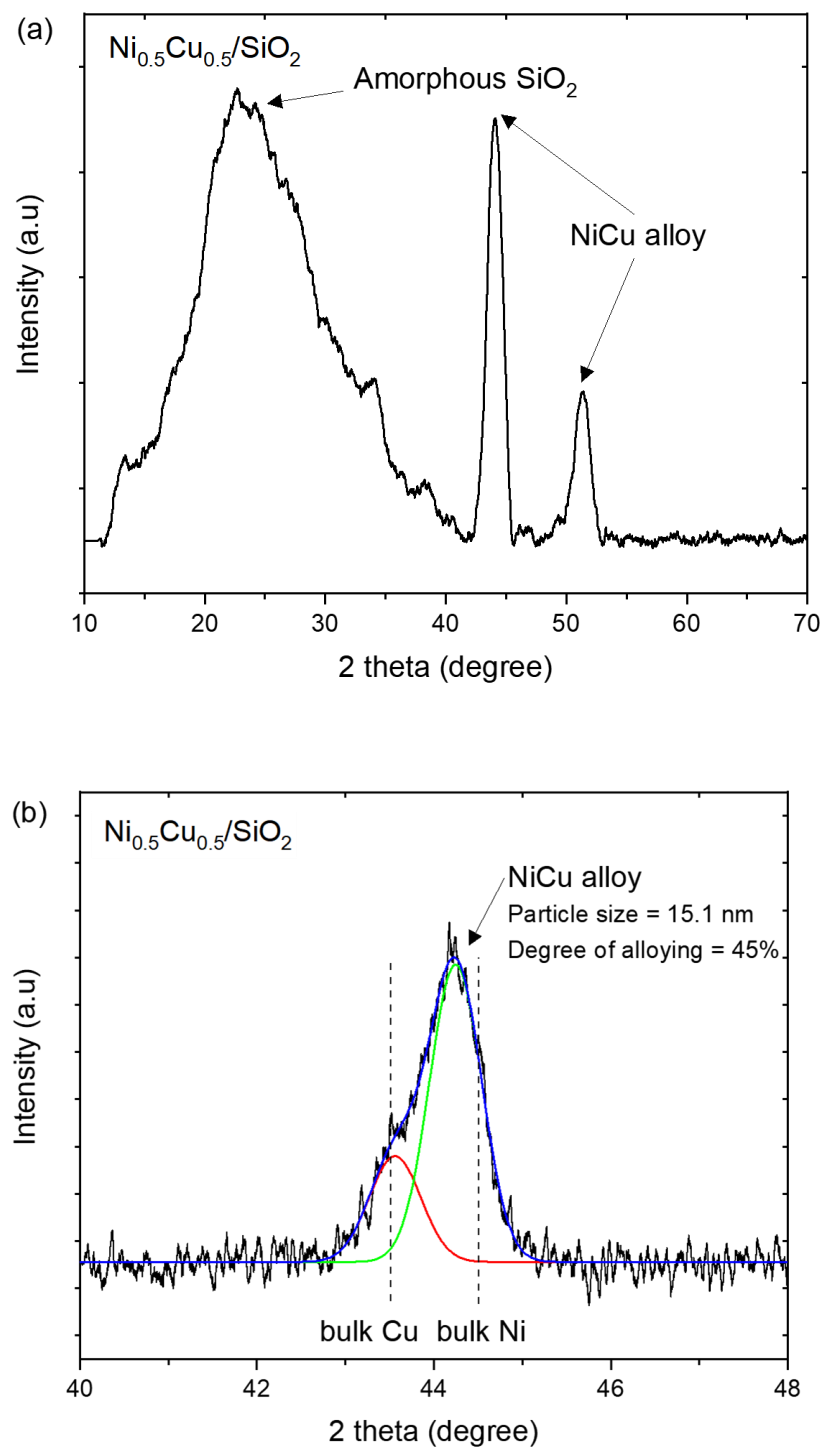 (a)
Ni0.5Cu0.5/SiO2
Amorphous SiO2
NiCu alloy
Intensity (a.u)
10 20 30 40 50 60 70
2 theta (degree)
(b)
Ni0.5Cu0.5/SiO2
NiCu alloy
Particle size = 15.1 nm
Degree of alloying = 45%
Intensity (a.u)
bulk Cu bulk Ni
40 42 44 46 48
2 theta (degree)